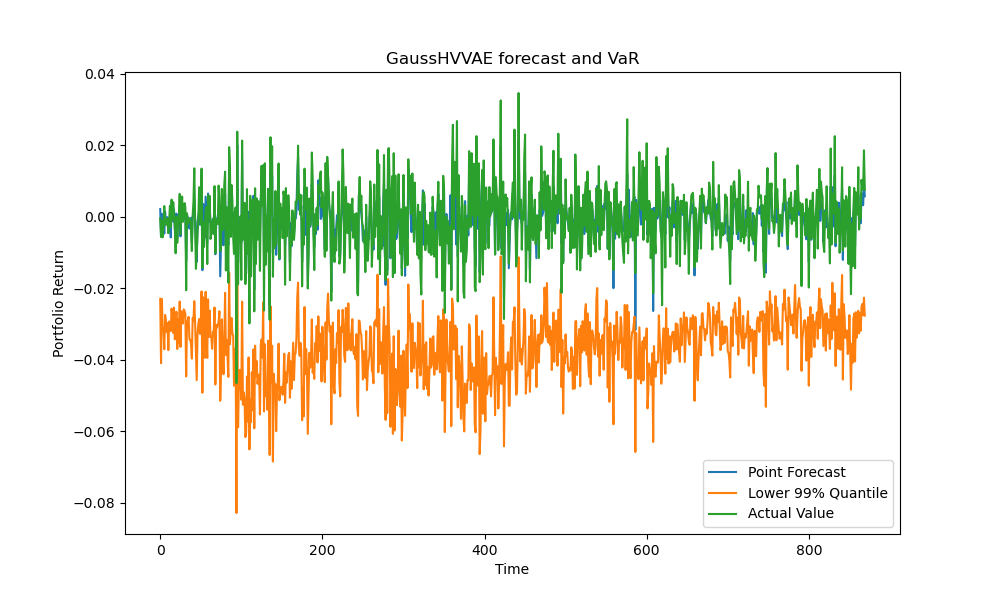 GaussHVVAE forecast and VaR
Portfolio Return
0.04
0.02
0.00
−0.02
−0.04
−0.06
−0.08
0
200
400
600
800
Time
Point Forecast
Lower 99% Quantile
Actual Value